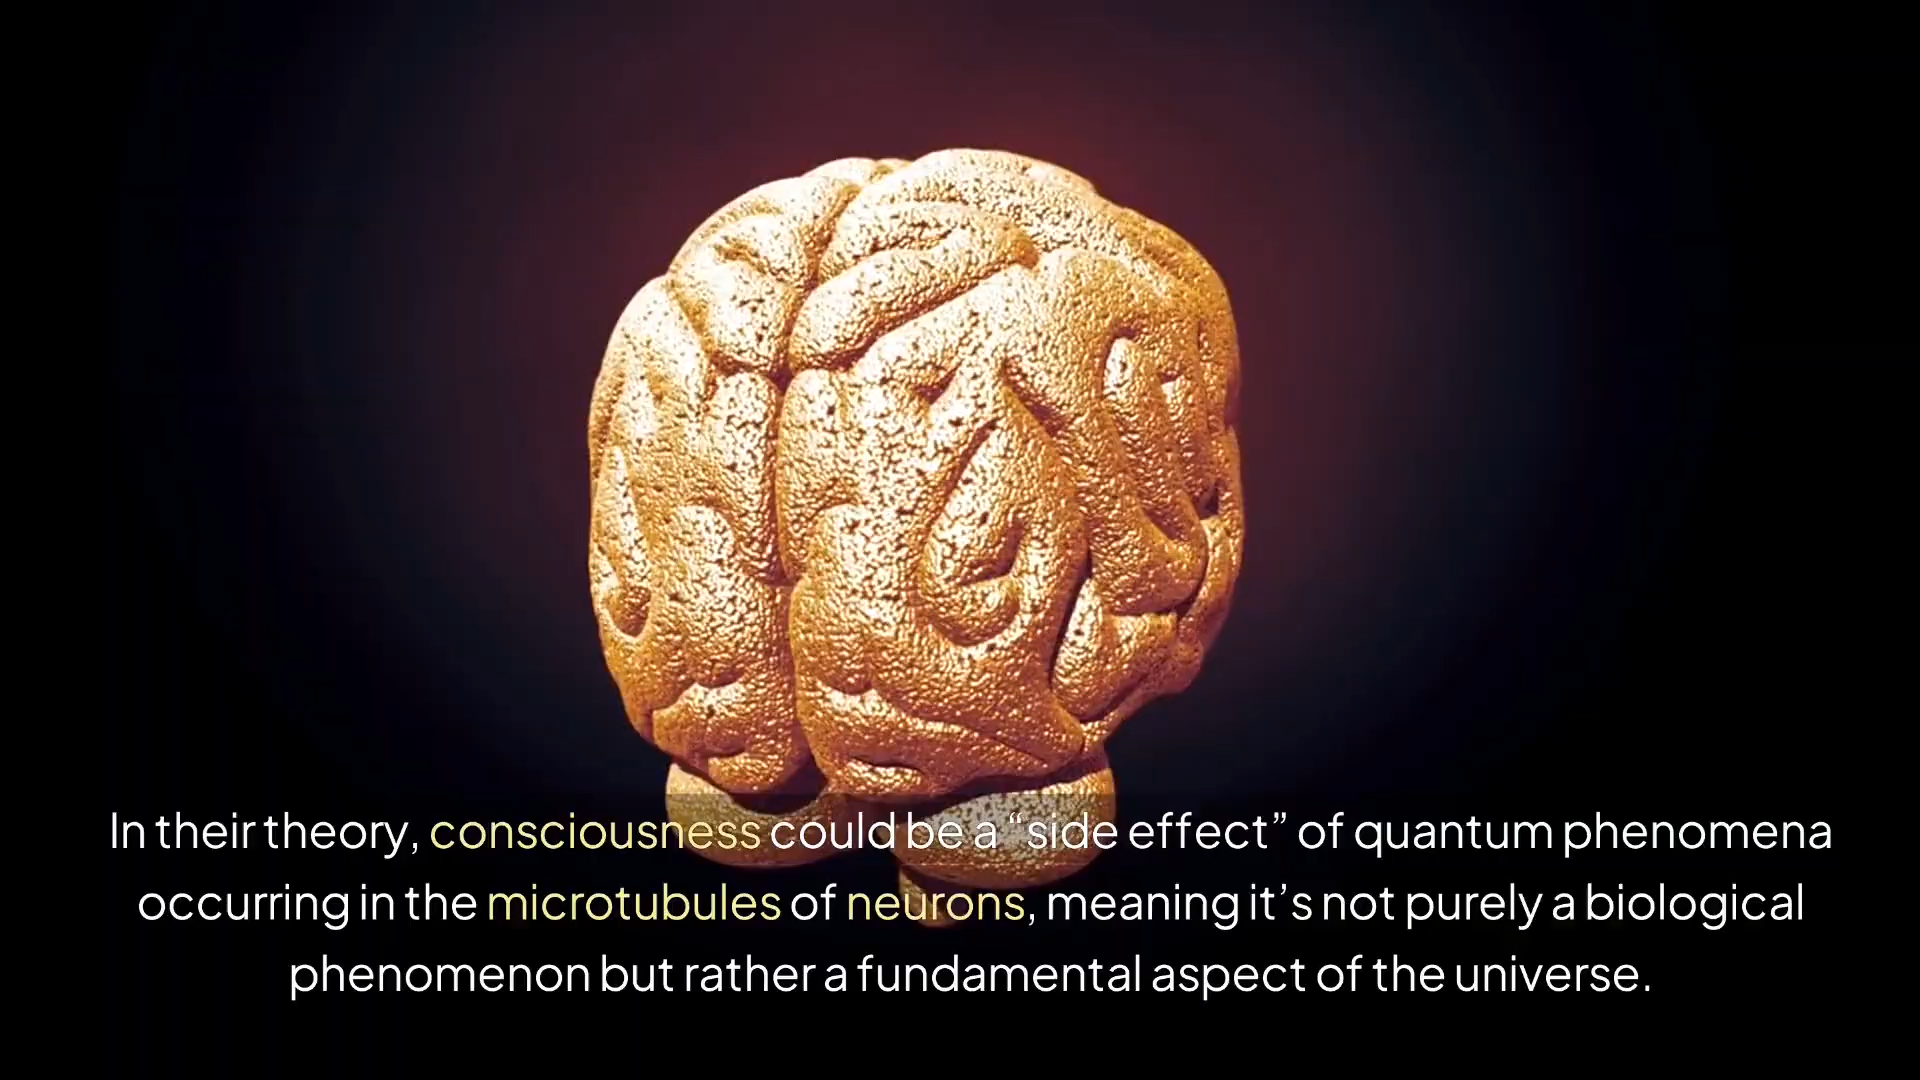 In their theory, consciousness could be a “side effect” of quantum phenomena
occurring in the microtubules of neurons, meaning it’s not purely a biological
phenomenon but rather a fundamental aspect of the universe.